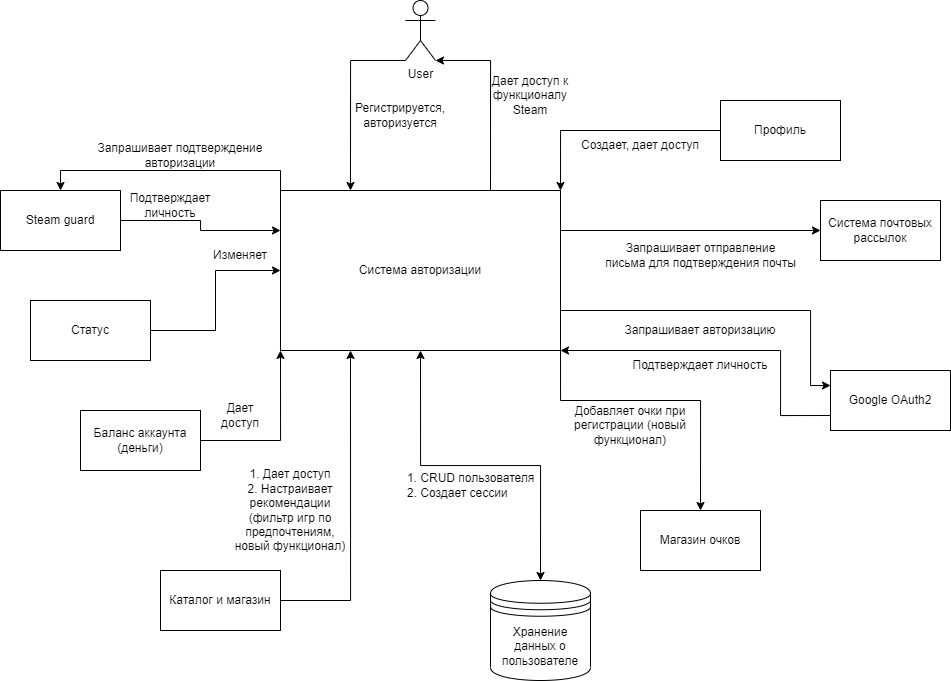 User
Дает доступ к
функционалу
Steam
Регистрируется,
авторизуется
Профиль
Создает, дает доступ
Запрашивает подтверждение
авторизации
Steam guard
Подтверждает
личность
Система почтовых
рассылок
Изменяет
Запрашивает отправление
письма для подтверждения почты
Система авторизации
Статус
Запрашивает авторизацию
Подтверждает личность
Google OAuth2
Дает
доступ
Добавляет очки при
регистрации (новый
функционал)
Баланс аккаунта
(деньги)
1. Дает доступ
2. Настраивает
рекомендации
(фильтр игр по
предпочтениям,
новый функционал)
1. CRUD пользователя
2. Создает сессии
Магазин очков
Каталог и магазин
Хранение
данных о
пользователе